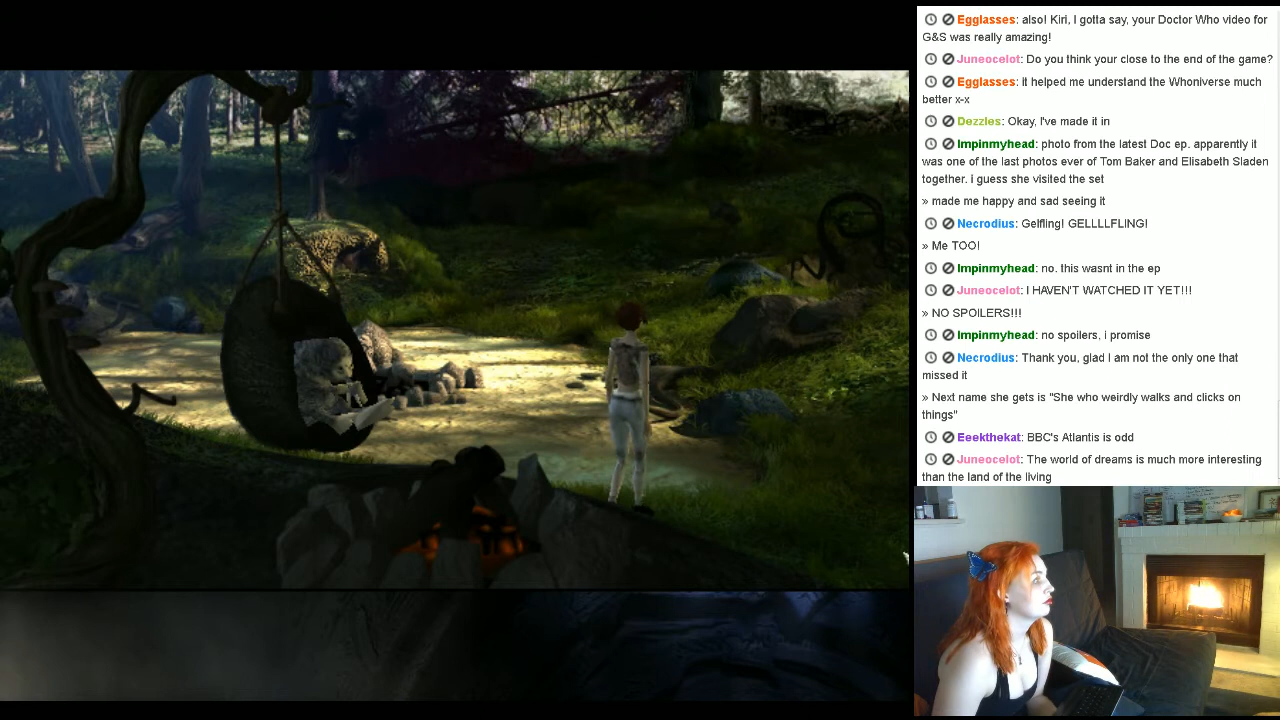 Egglasses: also! Kiri, I gotta say, your Doctor Who video for
G&S was really amazing!
Juneocelot: Do you think your close to the end of the game?
Egglasses: it helped me understand the Whoniverse much
better x-x
Dezzles: Okay, I've made it in
Impinmyhead: photo from the latest Doc ep. apparently it
was one of the last photos ever of Tom Baker and Elisabeth Sladen
together. i guess she visited the set
» made me happy and sad seeing it
Necrodius: Gelfling! GELLLLFLING!
» Me TOO!
Impinmyhead: no. this wasnt in the ep
Juneocelot: I HAVEN'T WATCHED IT YET!!!
» NO SPOILERS!!!
Impinmyhead: no spoilers, i promise
Necrodius: Thank you, glad I am not the only one that
missed it
» Next name she gets is "She who weirdly walks and clicks on
things"
Eeekthekat: BBC's Atlantis is odd
Juneocelot: The world of dreams is much more interesting
than the land of the living